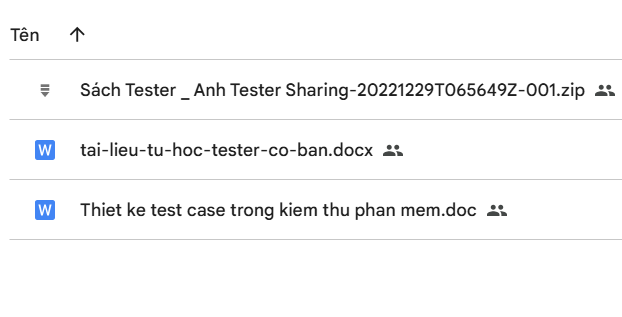 Tên
Sách Tester _ Anh Tester Sharing-20221229T065649Z-001.zip
W tai-lieu-tu-hoc-tester-co-ban.docx
W Thiet ke test case trong kiem thu phan mem.doc